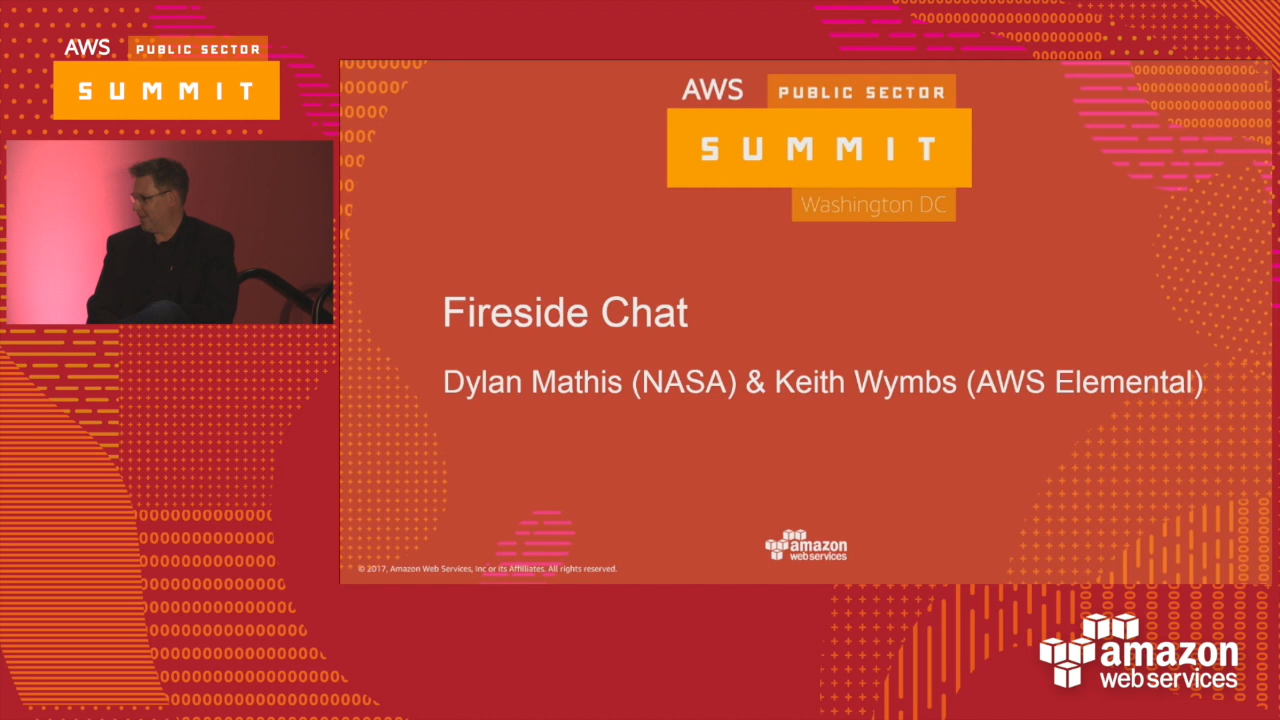 AWS PUBLIC SECTOR
SUMMIT
AWS PUBLIC SECTOR
SUMMIT
Washington DC
Fireside Chat
Dylan Mathis (NASA) & Keith Wymbs (AWS Elemental)
amazon
web services
© 2017, Amazon Web Services, Inc or its Affiliates. All rights reserved.
amazon
web services